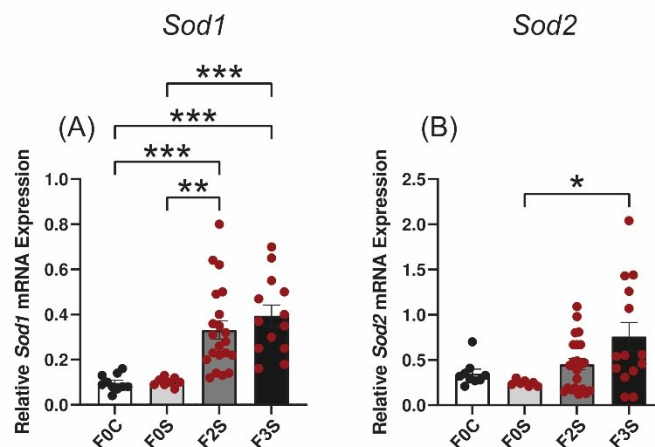 Sod1
Sod2
(A)
***
***
***
**
Relative Sod1 mRNA Expression
1.0
0.8
0.6
0.4
0.2
0.0
F0C
F0S
F2S
F3S
(B)
*
Relative Sod2 mRNA Expression
2.5
2.0
1.5
1.0
0.5
0.0
F0C
F0S
F2S
F3S